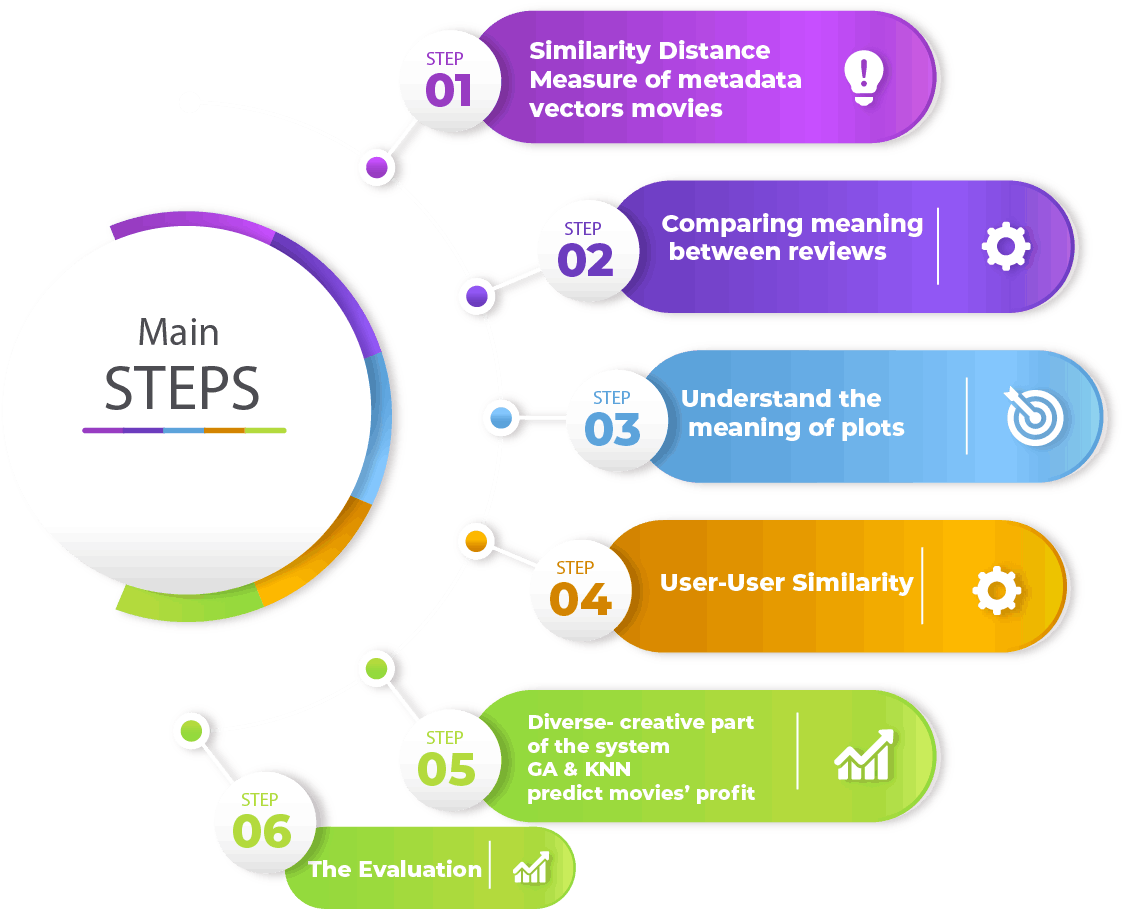 Main
STEPS
STEP
01
Similarity Distance
Measure of metadata
vectors movies
STEP
02
Comparing meaning
between reviews
STEP
03
Understand the
meaning of plots
STEP
04
User-User Similarity
STEP
05
Diverse- creative part
of the system
GA & KNN
predict movies’ profit
STEP
06
The Evaluation